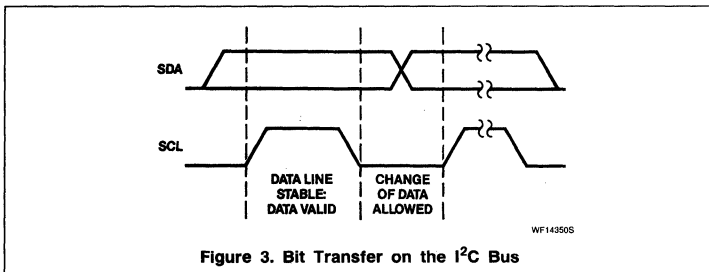 SDA
SCL
DATA LINE
STABLE:
DATA VALID
CHANGE
OF DATA
ALLOWED
WF14350S
Figure 3. Bit Transfer on the I²C Bus